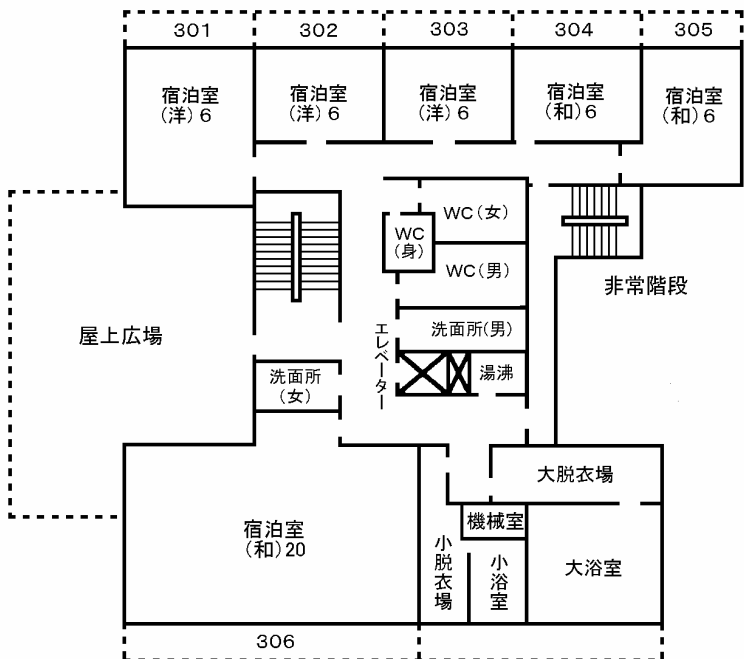 301
302
303
304
305
宿泊室
(洋)6
宿泊室
(洋)6
宿泊室
(洋)6
宿泊室
(和)6
宿泊室
(和)6
WC(女)
WC
(身)
WC(男)
非常階段
洗面所(男)
エレベーター
屋上広場
湯沸
洗面所
(女)
大脱衣場
機械室
宿泊室
(和)20
小脱衣場
小浴室
大浴室
306